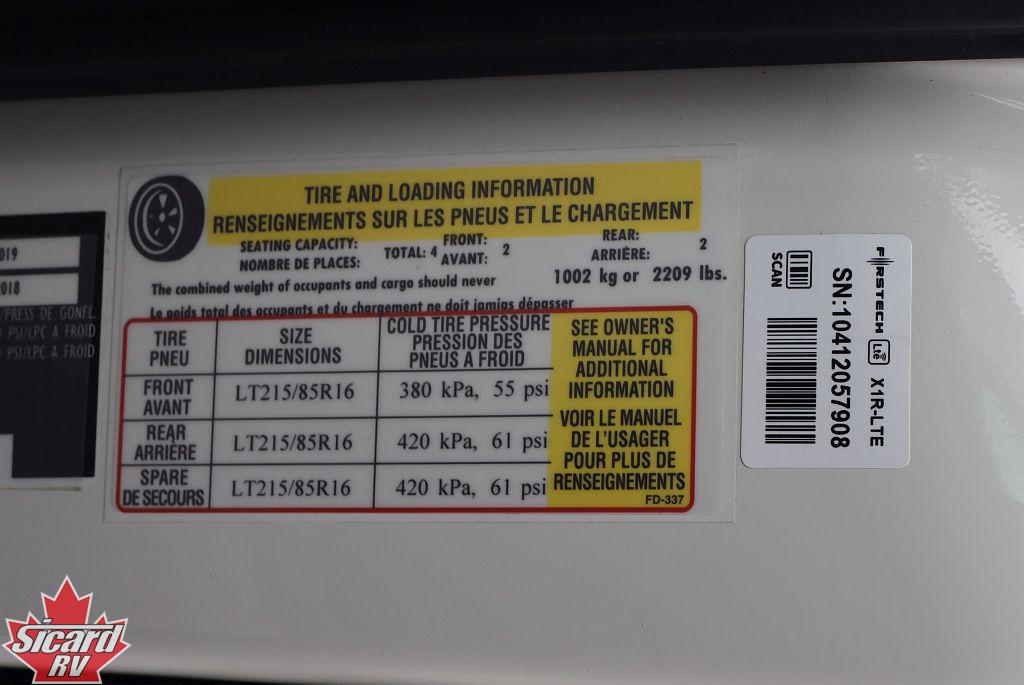 TIRE AND LOADING INFORMATION
RENSEIGNEMENTS SUR LES PNEUS ET LE CHARGEMENT
SEATING CAPACITY: TOTAL: 4 FRONT: 2 REAR: 2
NOMBRE DE PLACES: AVANT: ARRIÈRE:
The combined weight of occupants and cargo should never 1002 kg or 2209 lbs.
Le poids total des occupants et du chargement ne doit jamias dépasser
TIRE SIZE COLD TIRE PRESSURE
PNEU DIMENSIONS PRESSION DES
PNEUS A FROID
FRONT LT215/85R16 380 kPa, 55 psi
AVANT
REAR LT215/85R16 420 kPa, 61 psi
ARRIÈRE
SPARE LT215/85R16 420 kPa, 61 psi
DE SECOURS
SEE OWNER'S
MANUAL FOR
ADDITIONAL
INFORMATION
VOIR LE MANUEL
DE L'USAGER
POUR PLUS DE
RENSEIGNEMENTS
FD-337
FIRSTECH LTE X1R-LTE
SN:10412057908
SCAN
019
2018
/PRESS DE GONFL.
PSI/LPC A FROID
PSI/LPC A FROID
Sicard
RV